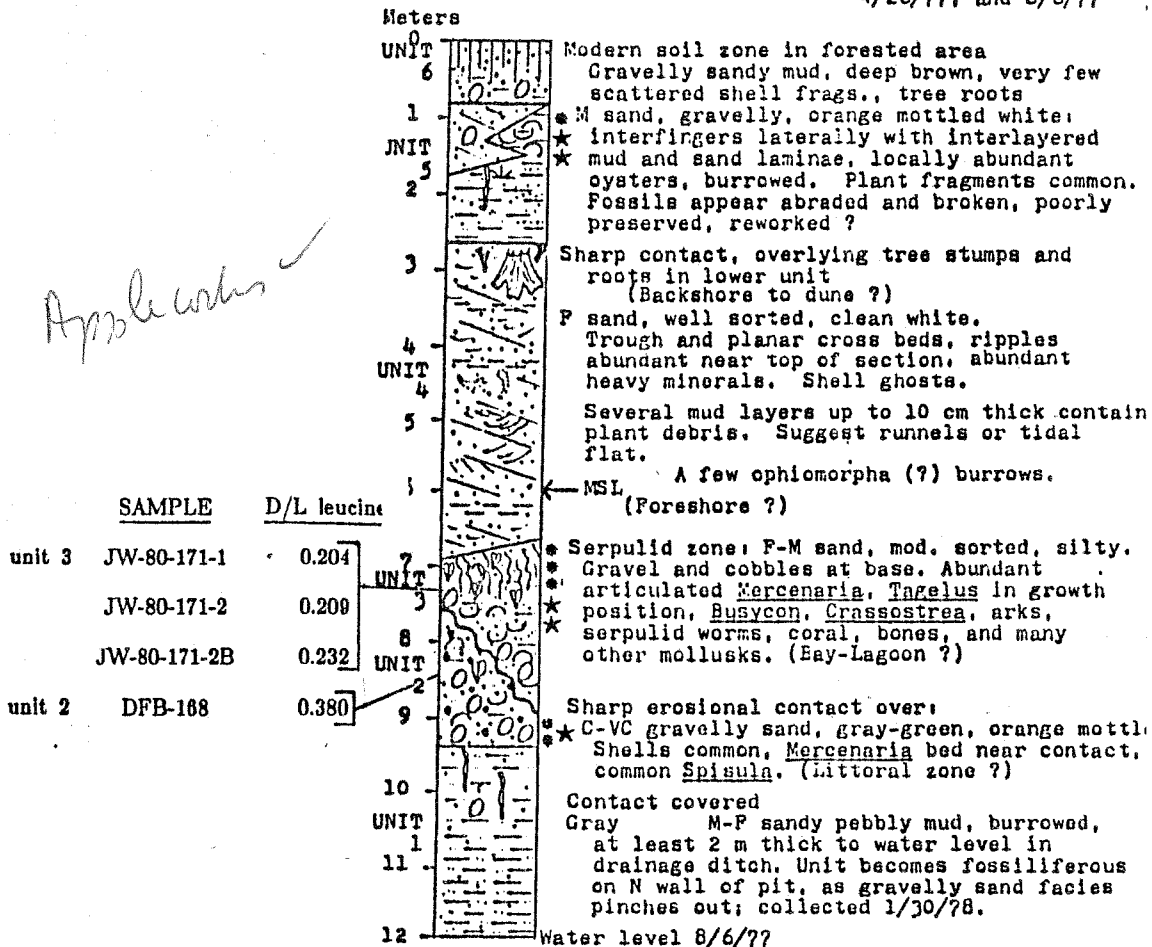 and 8/6/77
Meters
0
UNIT
6
Modern soil zone in forested area
Gravelly sandy mud, deep brown, very few
scattered shell frags., tree roots
1
JNIT
5
2
M sand, gravelly, orange mottled white:
interfingers laterally with interlayered
mud and sand laminae, locally abundant
oysters, burrowed. Plant fragments common.
Fossils appear abraded and broken, poorly
preserved, reworked ?
3
Sharp contact, overlying tree stumps and
roots in lower unit
(Backshore to dune ?)
4
UNIT
4
5
F sand, well sorted, clean white.
Trough and planar cross beds, ripples
abundant near top of section, abundant
heavy minerals. Shell ghosts.
Several mud layers up to 10 cm thick contain
plant debris. Suggest runnels or tidal
flat.
A few ophiomorpha (?) burrows.
MSL
(Foreshore ?)
SAMPLE D/L leucine
unit 3 JW-80-171-1 0.204
JW-80-171-2 0.209
JW-80-171-2B 0.232
unit 2 DFB-168 0.380
7
UNIT
3
8
UNIT
2
9
Serpulid zone: F-M sand, mod. sorted, silty.
Gravel and cobbles at base. Abundant
articulated Mercenaria, Tagelus in growth
position, Busycon, Crassostrea, arks,
serpulid worms, coral, bones, and many
other mollusks. (Bay-Lagoon ?)
Sharp erosional contact over:
C-VC gravelly sand, gray-green, orange mottl
Shells common, Mercenaria bed near contact,
common Spisula. (Littoral zone ?)
10
UNIT
1
11
12
Contact covered
Gray M-F sandy pebbly mud, burrowed,
at least 2 m thick to water level in
drainage ditch. Unit becomes fossiliferous
on N wall of pit, as gravelly sand facies
pinches out; collected 1/30/78.
Water level 8/6/77